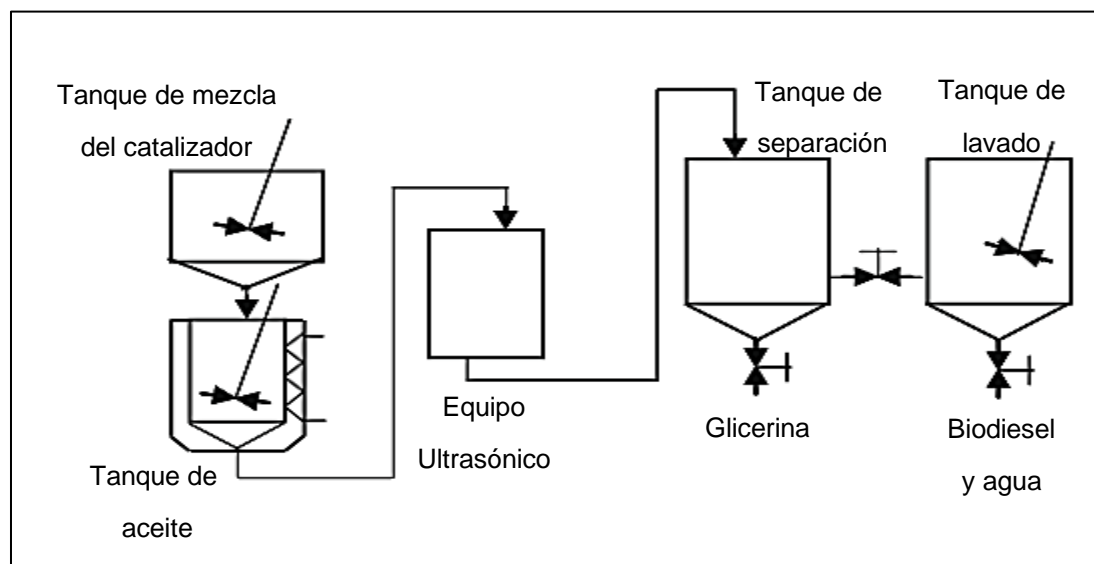 Tanque de mezcla
del catalizador
Tanque de
separación
Tanque de
lavado
Equipo
Ultrasónico
Glicerina
Biodiesel
y agua
Tanque de
aceite